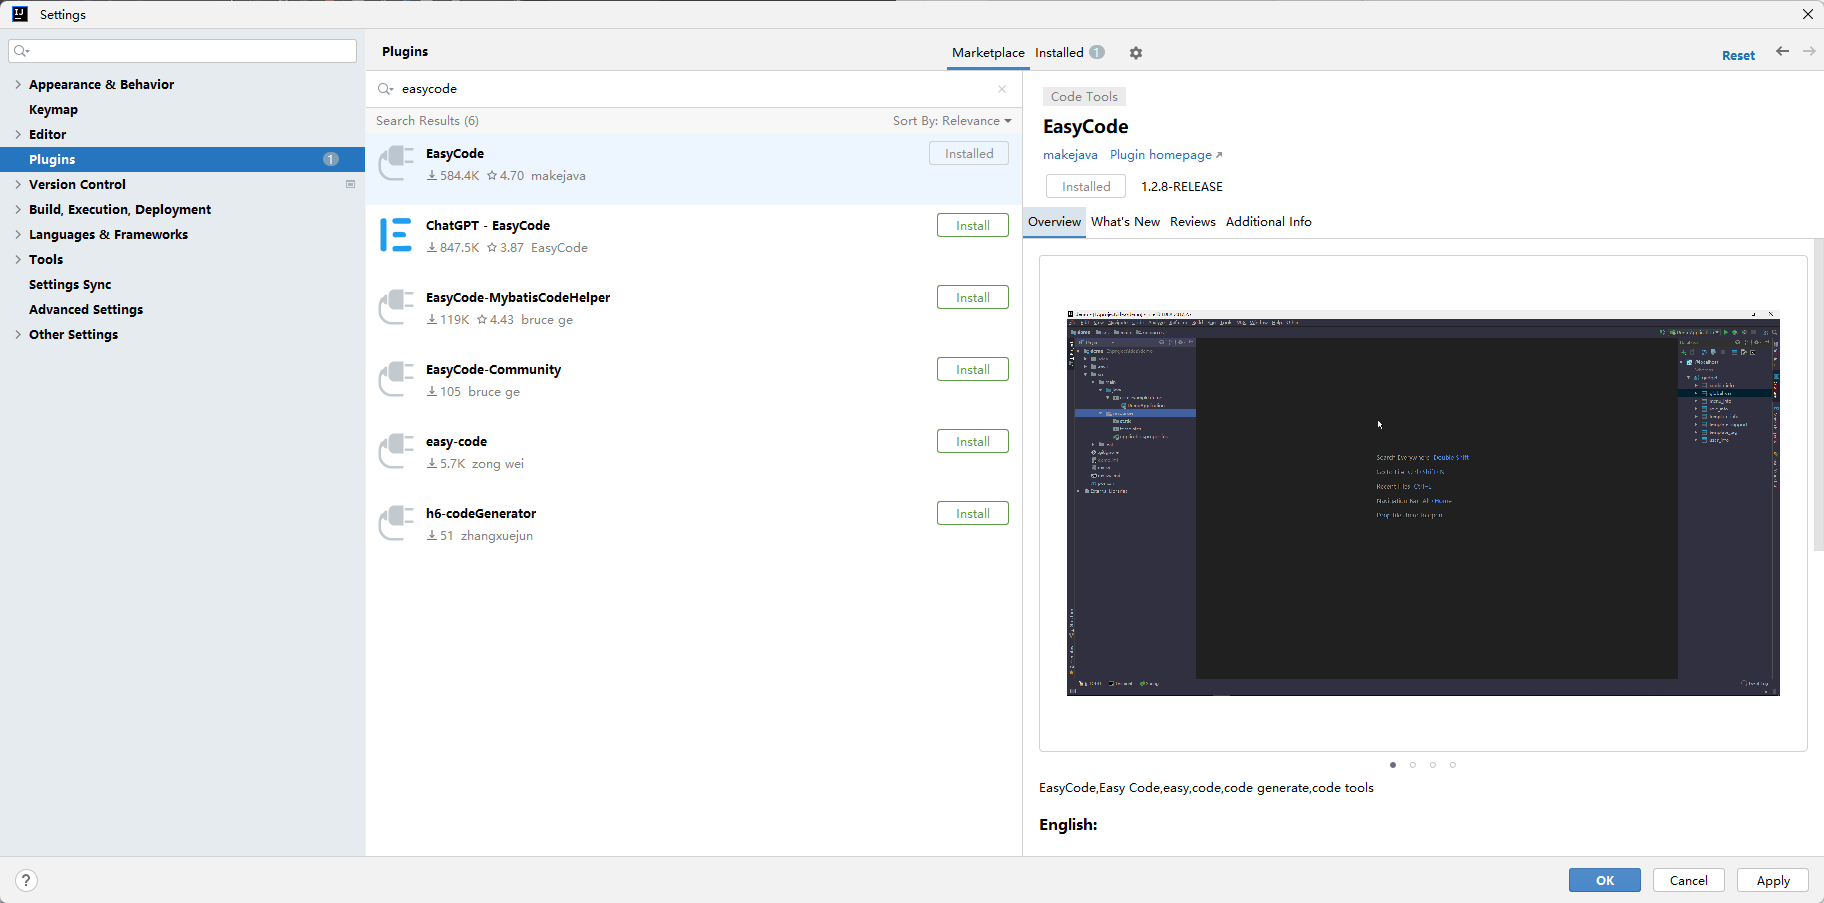 Settings
Appearance & Behavior
Keymap
Editor
Plugins 1
Version Control
Build, Execution, Deployment
Languages & Frameworks
Tools
Settings Sync
Advanced Settings
Other Settings
Plugins
Marketplace Installed 1
Reset
easycode
Search Results (6) Sort By: Relevance
EasyCode
584.4K 4.70 makejava
Installed
ChatGPT - EasyCode
847.5K 3.87 EasyCode
Install
EasyCode-MybatisCodeHelper
119K 4.43 bruce ge
Install
EasyCode-Community
105 bruce ge
Install
easy-code
5.7K zong wei
Install
h6-codeGenerator
51 zhangxuejun
Install
Code Tools
EasyCode
makejava Plugin homepage
Installed 1.2.8-RELEASE
Overview What's New Reviews Additional Info
Search Everywhere Double Shift
EasyCode,Easy Code,easy,code,code generate,code tools
English:
?
OK Cancel Apply